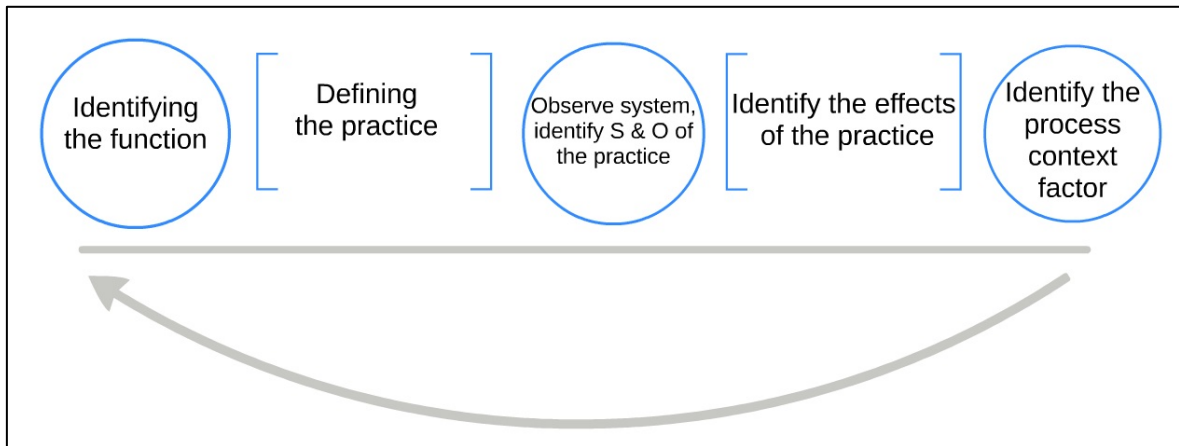 Identifying
the function
Defining
the practice
Observe system,
identify S & O of
the practice
Identify the effects
of the practice
Identify the
process
context
factor